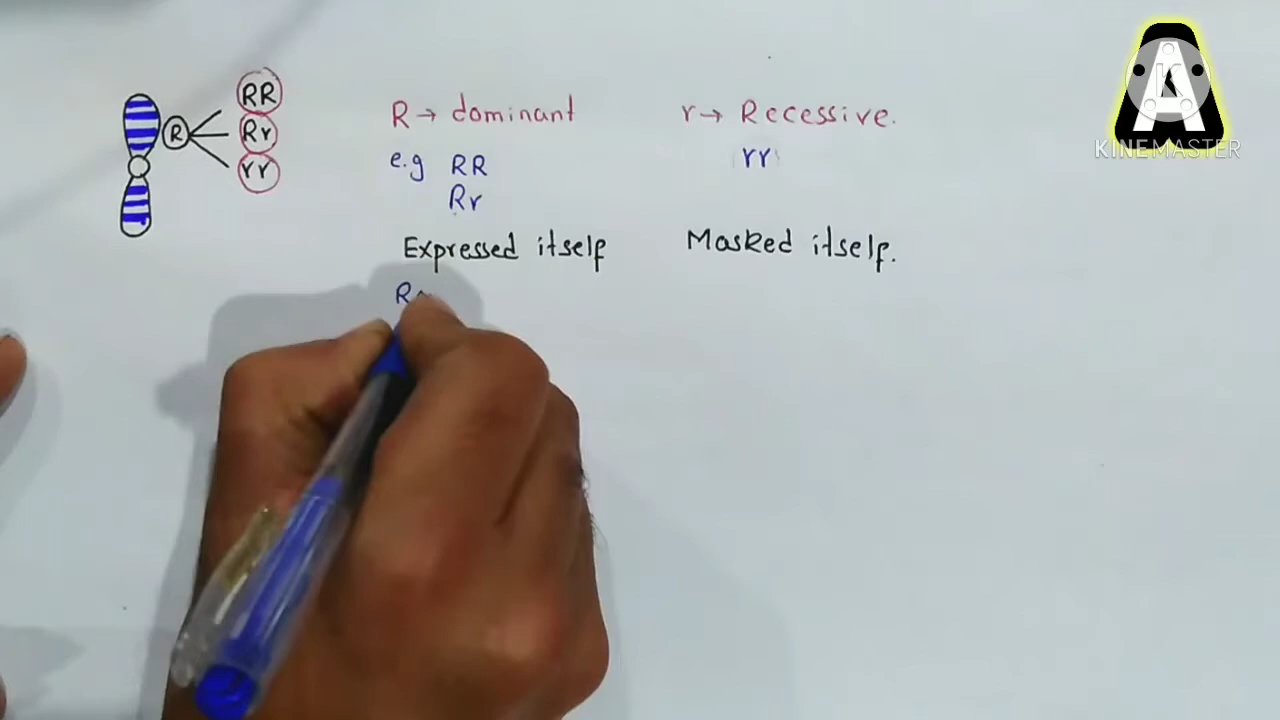 RR
R
Rr
rr
R → dominant
r → Recessive.
e.g RR
Rr
rr
Expressed itself
Masked itself.
R
A
K
KINEMASTER